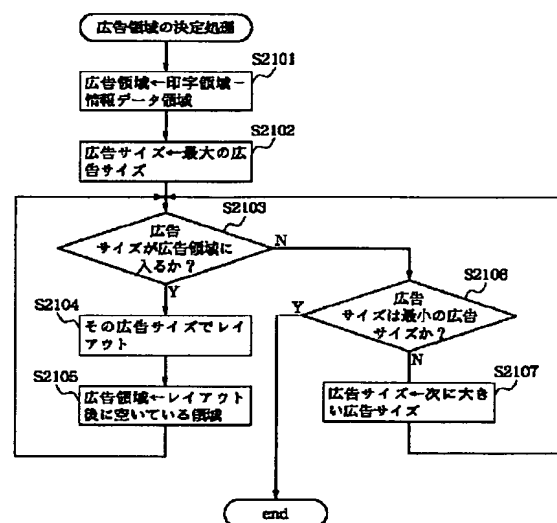 広告領域の決定処理
S2101
広告領域←印字領域−
情報データ領域
S2102
広告サイズ←最大の広
告サイズ
S2103
広告
サイズが広告領域に
入るか?
N
Y
S2104
その広告サイズでレイ
アウト
S2105
広告領域←レイアウト
後に空いている領域
S2106
広告
サイズは最小の広告
サイズか?
Y
N
S2107
広告サイズ←次に大き
い広告サイズ
end